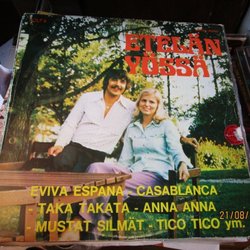 ETELÄN
YÖSSÄ
EVIVA ESPANA - CASABLANCA
- TAKA TAKATA - ANNA ANNA
- MUSTAT SILMÄT - TICO TICO ym
21/08/